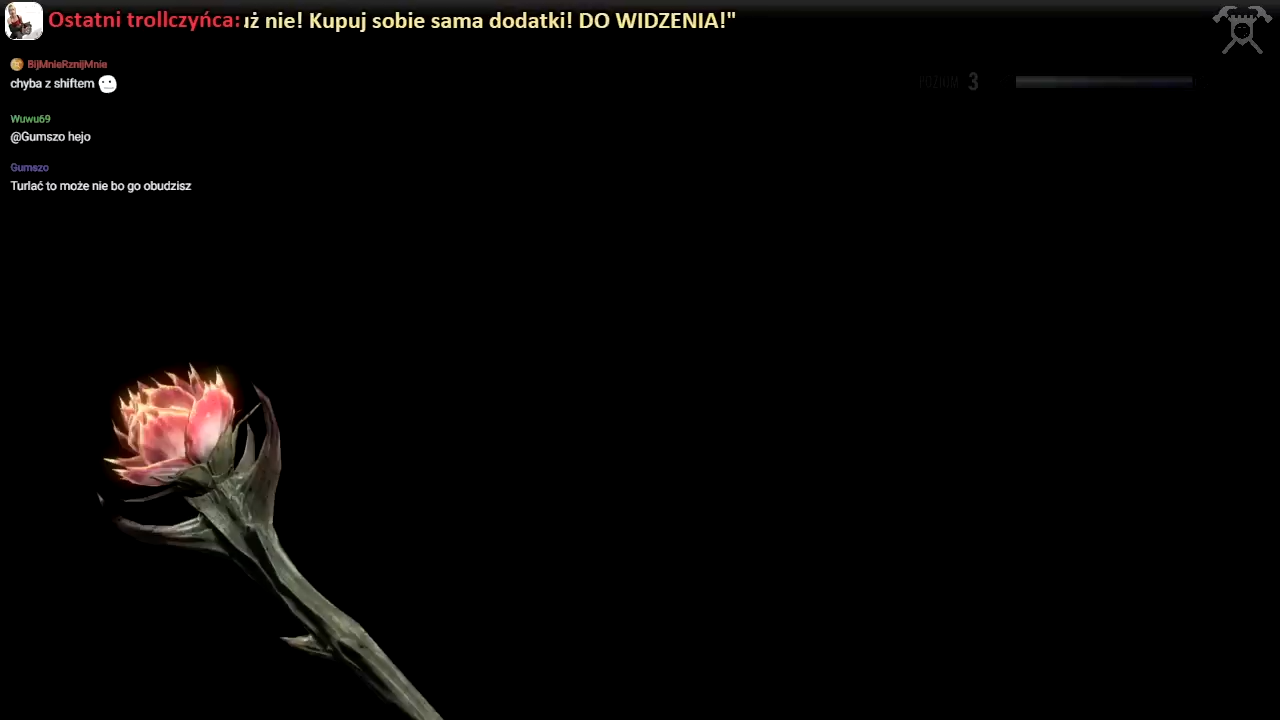 Ostatni trollczyńca: już nie! Kupuj sobie sama dodatki! DO WIDZENIA!"
BijMnieRznijMnie
chyba z shiftem
Wuwu69
@Gumszo hejo
Gumszo
Turlać to może nie bo go obudzisz
POZIOM 3